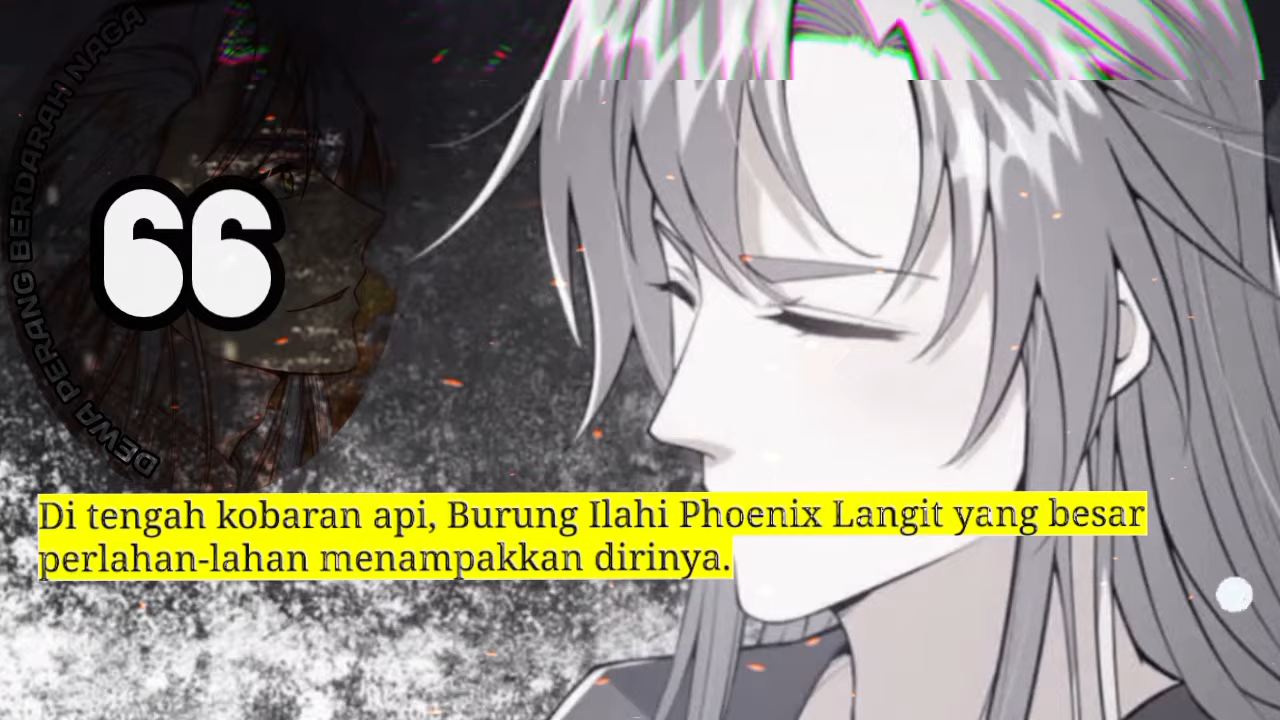 DEWA PERANG BERDARAH NAGA
66
Di tengah kobaran api, Burung Ilahi Phoenix Langit yang besar
perlahan-lahan menampakkan dirinya.